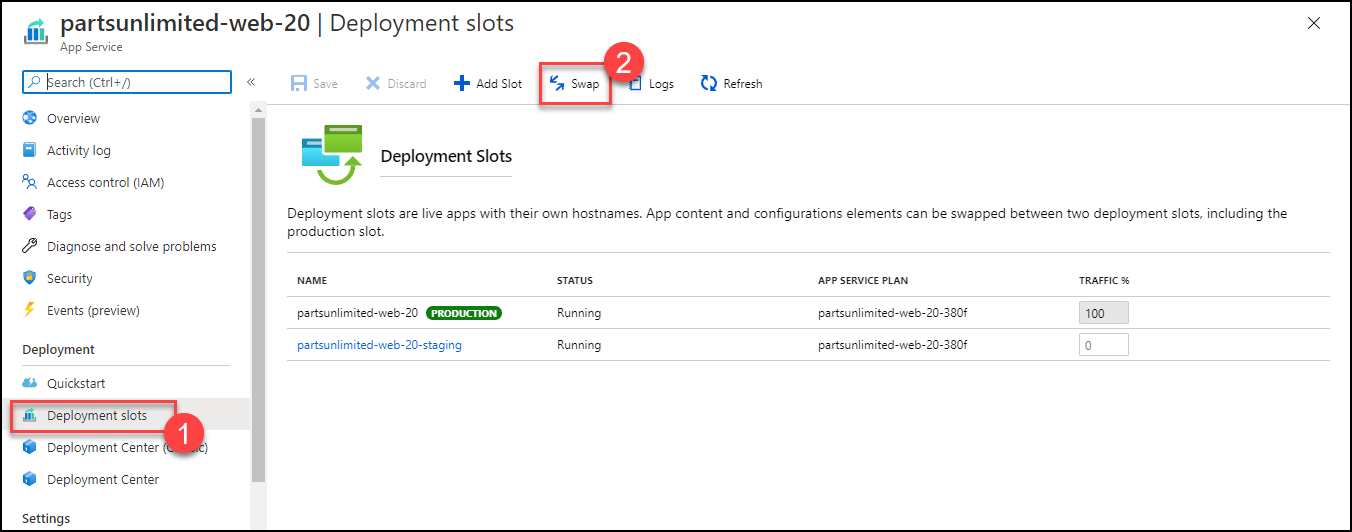 partsunlimited-web-20 | Deployment slots
App Service
Search (Ctrl+/)
«
Save
Discard
Add Slot
Swap
2
Logs
Refresh
Overview
Activity log
Access control (IAM)
Tags
Diagnose and solve problems
Security
Events (preview)
Deployment
Quickstart
Deployment slots
1
Deployment Center
Deployment Center
Settings
Deployment Slots
Deployment slots are live apps with their own hostnames. App content and configurations elements can be swapped between two deployment slots, including the
production slot.
NAME STATUS APP SERVICE PLAN TRAFFIC %
partsunlimited-web-20 PRODUCTION Running partsunlimited-web-20-380f 100
partsunlimited-web-20-staging Running partsunlimited-web-20-380f 0